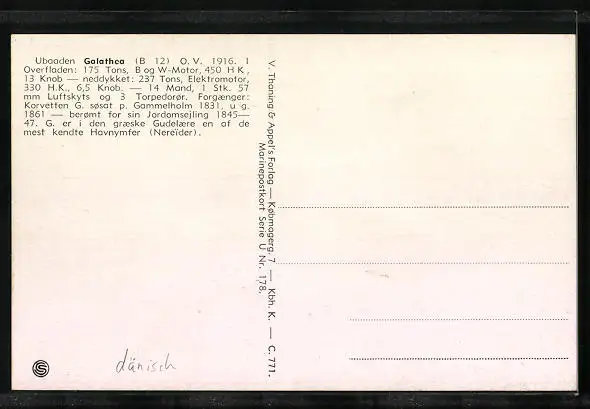 Ubaaden Galathea (B 12) O.V. 1916. I
Overfladen: 175 Tons, B og W-Motor, 450 H K,
13 Knob — neddykket: 237 Tons, Elektromotor,
330 H.K., 6,5 Knob. — 14 Mand, 1 Stk. 57
mm Luftskyts og 3 Torpedorør. Forgænger:
Korvetten G. søsat p. Gammelholm 1831, u g.
1861 — berømt for sin Jordomsejling 1845—
47. G. er i den græske Gudelære en af de
mest kendte Havnymfer (Nereïder).
V. Thaning & Appel's Forlag — Købmagerg. 7 — Kbh. K. — C. 771.
Marinepostkort Serie U Nr. 178.
dänisch